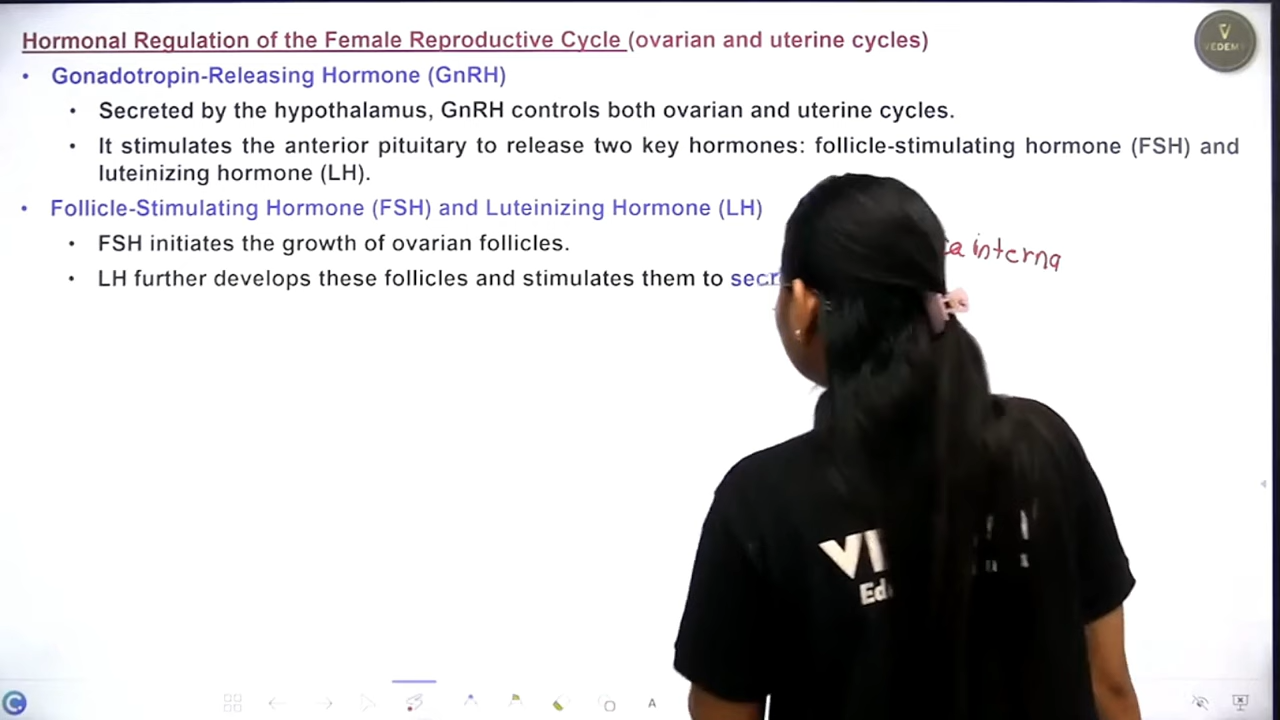 Hormonal Regulation of the Female Reproductive Cycle (ovarian and uterine cycles)
VEDEM
• Gonadotropin-Releasing Hormone (GnRH)
• Secreted by the hypothalamus, GnRH controls both ovarian and uterine cycles.
• It stimulates the anterior pituitary to release two key hormones: follicle-stimulating hormone (FSH) and
luteinizing hormone (LH).
• Follicle-Stimulating Hormone (FSH) and Luteinizing Hormone (LH)
• FSH initiates the growth of ovarian follicles.
interna
• LH further develops these follicles and stimulates them to
A